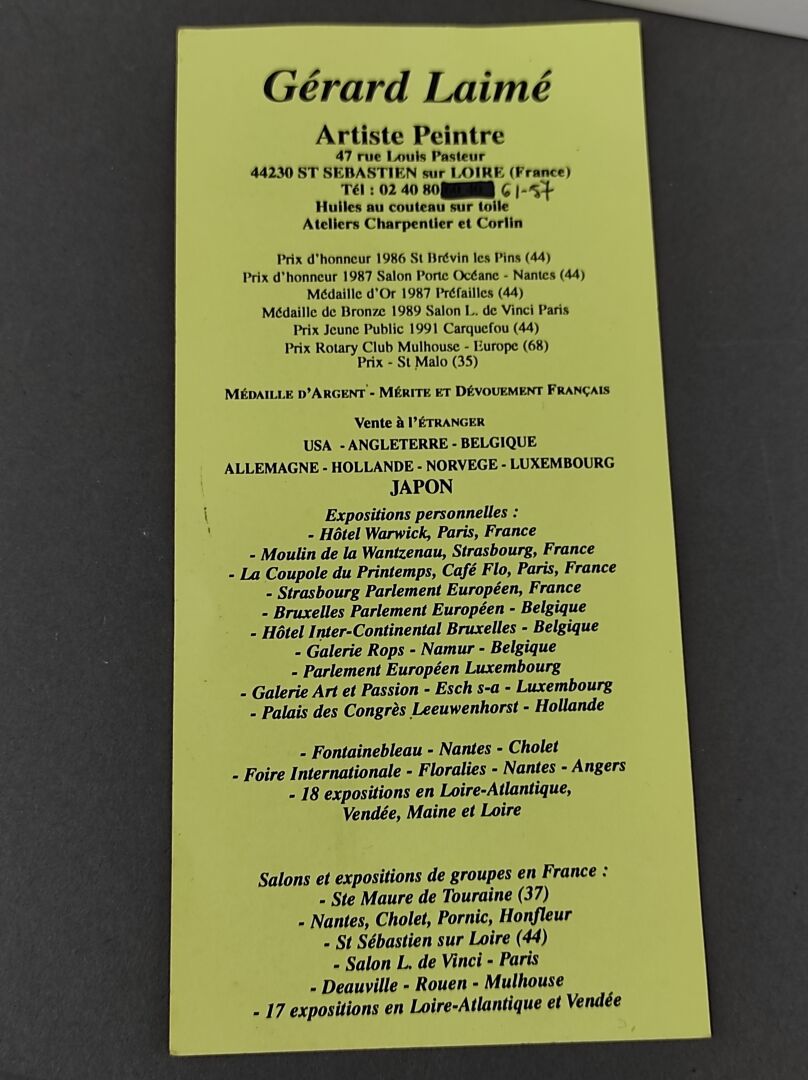 Gérard Laimé
Artiste Peintre
47 rue Louis Pasteur
44230 ST SEBASTIEN sur LOIRE (France)
Tél : 02 40 80 61-57
Huiles au couteau sur toile
Ateliers Charpentier et Corlin
Prix d'honneur 1986 St Brévin les Pins (44)
Prix d'honneur 1987 Salon Porte Océane - Nantes (44)
Médaille d'Or 1987 Préfailles (44)
Médaille de Bronze 1989 Salon L. de Vinci Paris
Prix Jeune Public 1991 Carquefou (44)
Prix Rotary Club Mulhouse - Europe (68)
Prix - St Malo (35)
MÉDAILLE D'ARGENT - MÉRITE ET DÉVOUEMENT FRANÇAIS
Vente à l'ÉTRANGER
USA - ANGLETERRE - BELGIQUE
ALLEMAGNE - HOLLANDE - NORVEGE - LUXEMBOURG
JAPON
Expositions personnelles :
- Hôtel Warwick, Paris, France
- Moulin de la Wantzenau, Strasbourg, France
- La Coupole du Printemps, Café Flo, Paris, France
- Strasbourg Parlement Européen, France
- Bruxelles Parlement Européen - Belgique
- Hôtel Inter-Continental Bruxelles - Belgique
- Galerie Rops - Namur - Belgique
- Parlement Européen Luxembourg
- Galerie Art et Passion - Esch s-a - Luxembourg
- Palais des Congrès Leeuwenhorst - Hollande
- Fontainebleau - Nantes - Cholet
- Foire Internationale - Floralies - Nantes - Angers
- 18 expositions en Loire-Atlantique,
Vendée, Maine et Loire
Salons et expositions de groupes en France :
- Ste Maure de Touraine (37)
- Nantes, Cholet, Pornic, Honfleur
- St Sébastien sur Loire (44)
- Salon L. de Vinci - Paris
- Deauville - Rouen - Mulhouse
- 17 expositions en Loire-Atlantique et Vendée